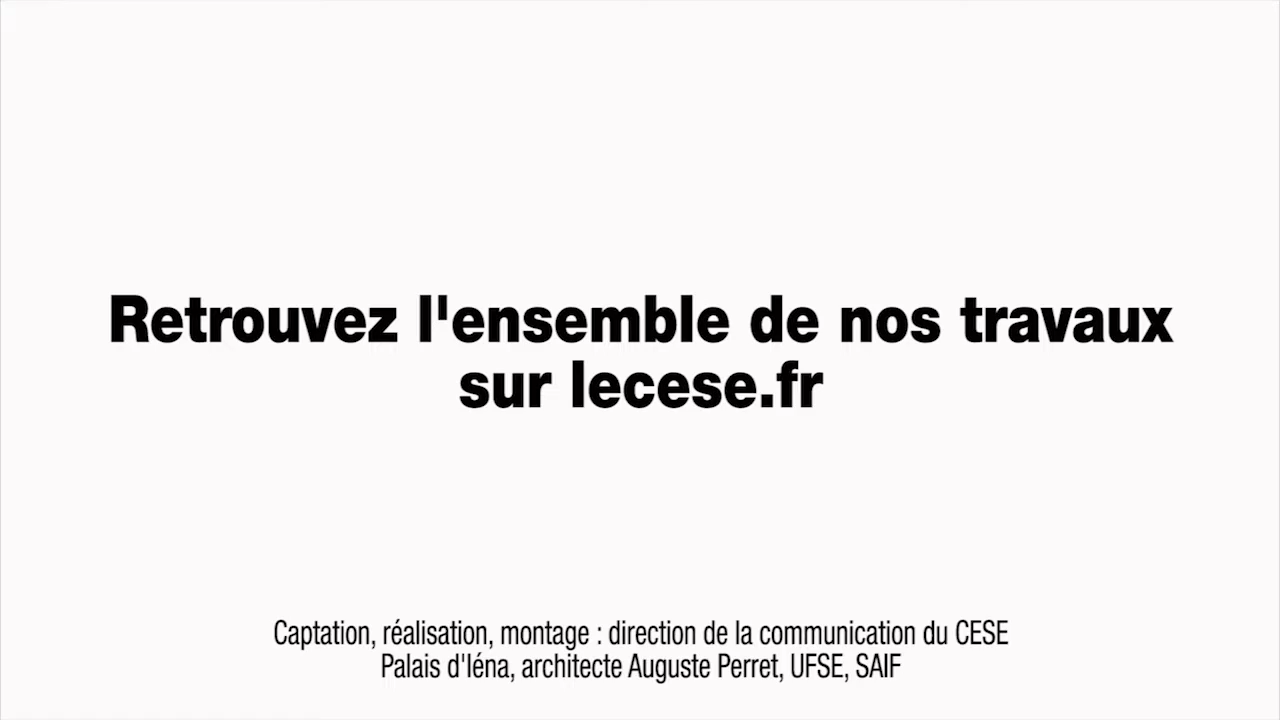 Retrouvez l'ensemble de nos travaux
sur lecese.fr
Captation, réalisation, montage : direction de la communication du CESE
Palais d'Iéna, architecte Auguste Perret, UFSE, SAIF